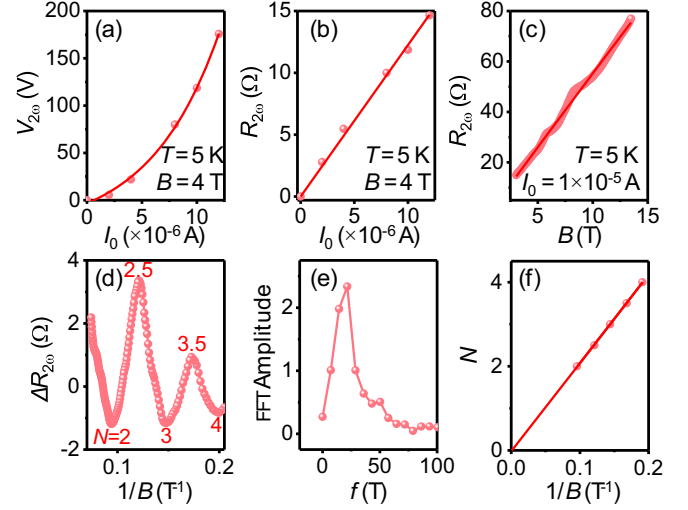 (a)
V2ω (V)
200
150
100
50
0
T = 5 K
B = 4 T
0 5 10
I0 (×10-6 A)
(b)
R2ω (Ω)
15
10
5
0
T = 5 K
B = 4 T
0 5 10
I0 (×10-6 A)
(c)
R2ω (Ω)
80
60
40
20
T = 5 K
I0 = 1×10-5 A
5 10 15
B (T)
(d)
ΔR2ω (Ω)
4
2
0
-2
2.5
3.5
N=2 3 4
0.1 0.2
1/B (T-1)
(e)
FFT Amplitude
2
1
0
0 50 100
f (T)
(f)
N
4
2
0
0.0 0.1 0.2
1/B (T-1)